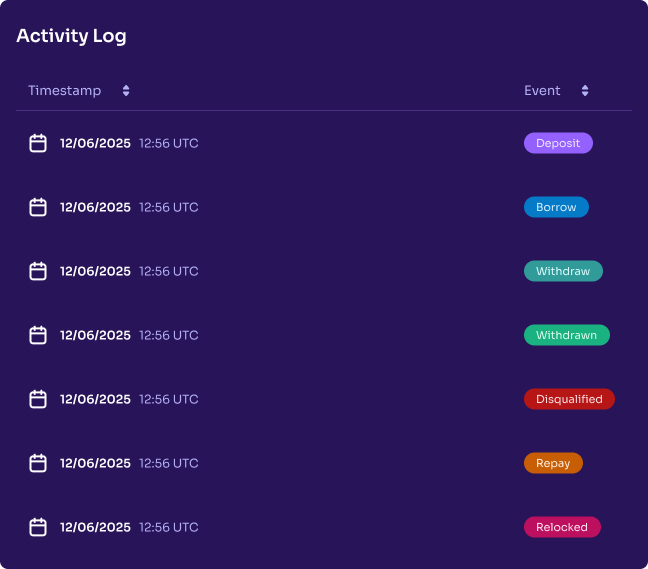 Activity Log
Timestamp Event
12/06/2025 12:56 UTC Deposit
12/06/2025 12:56 UTC Borrow
12/06/2025 12:56 UTC Withdraw
12/06/2025 12:56 UTC Withdrawn
12/06/2025 12:56 UTC Disqualified
12/06/2025 12:56 UTC Repay
12/06/2025 12:56 UTC Relocked